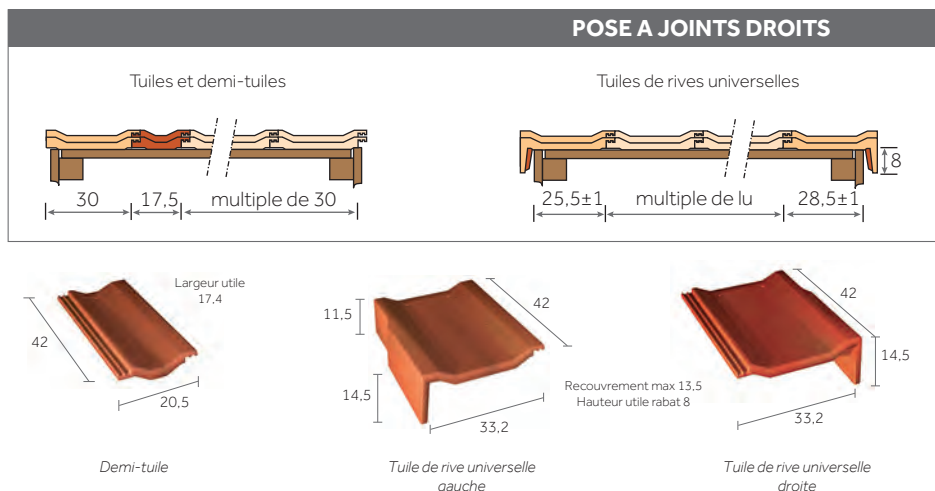 POSE A JOINTS DROITS
Tuiles et demi-tuiles
30
17,5
multiple de 30
Tuiles de rives universelles
8
25,5±1
multiple de lu
28,5±1
Largeur utile
17,4
42
20,5
Demi-tuile
11,5
42
14,5
33,2
Recouvrement max 13,5
Hauteur utile rabat 8
Tuile de rive universelle
gauche
42
14,5
33,2
Tuile de rive universelle
droite